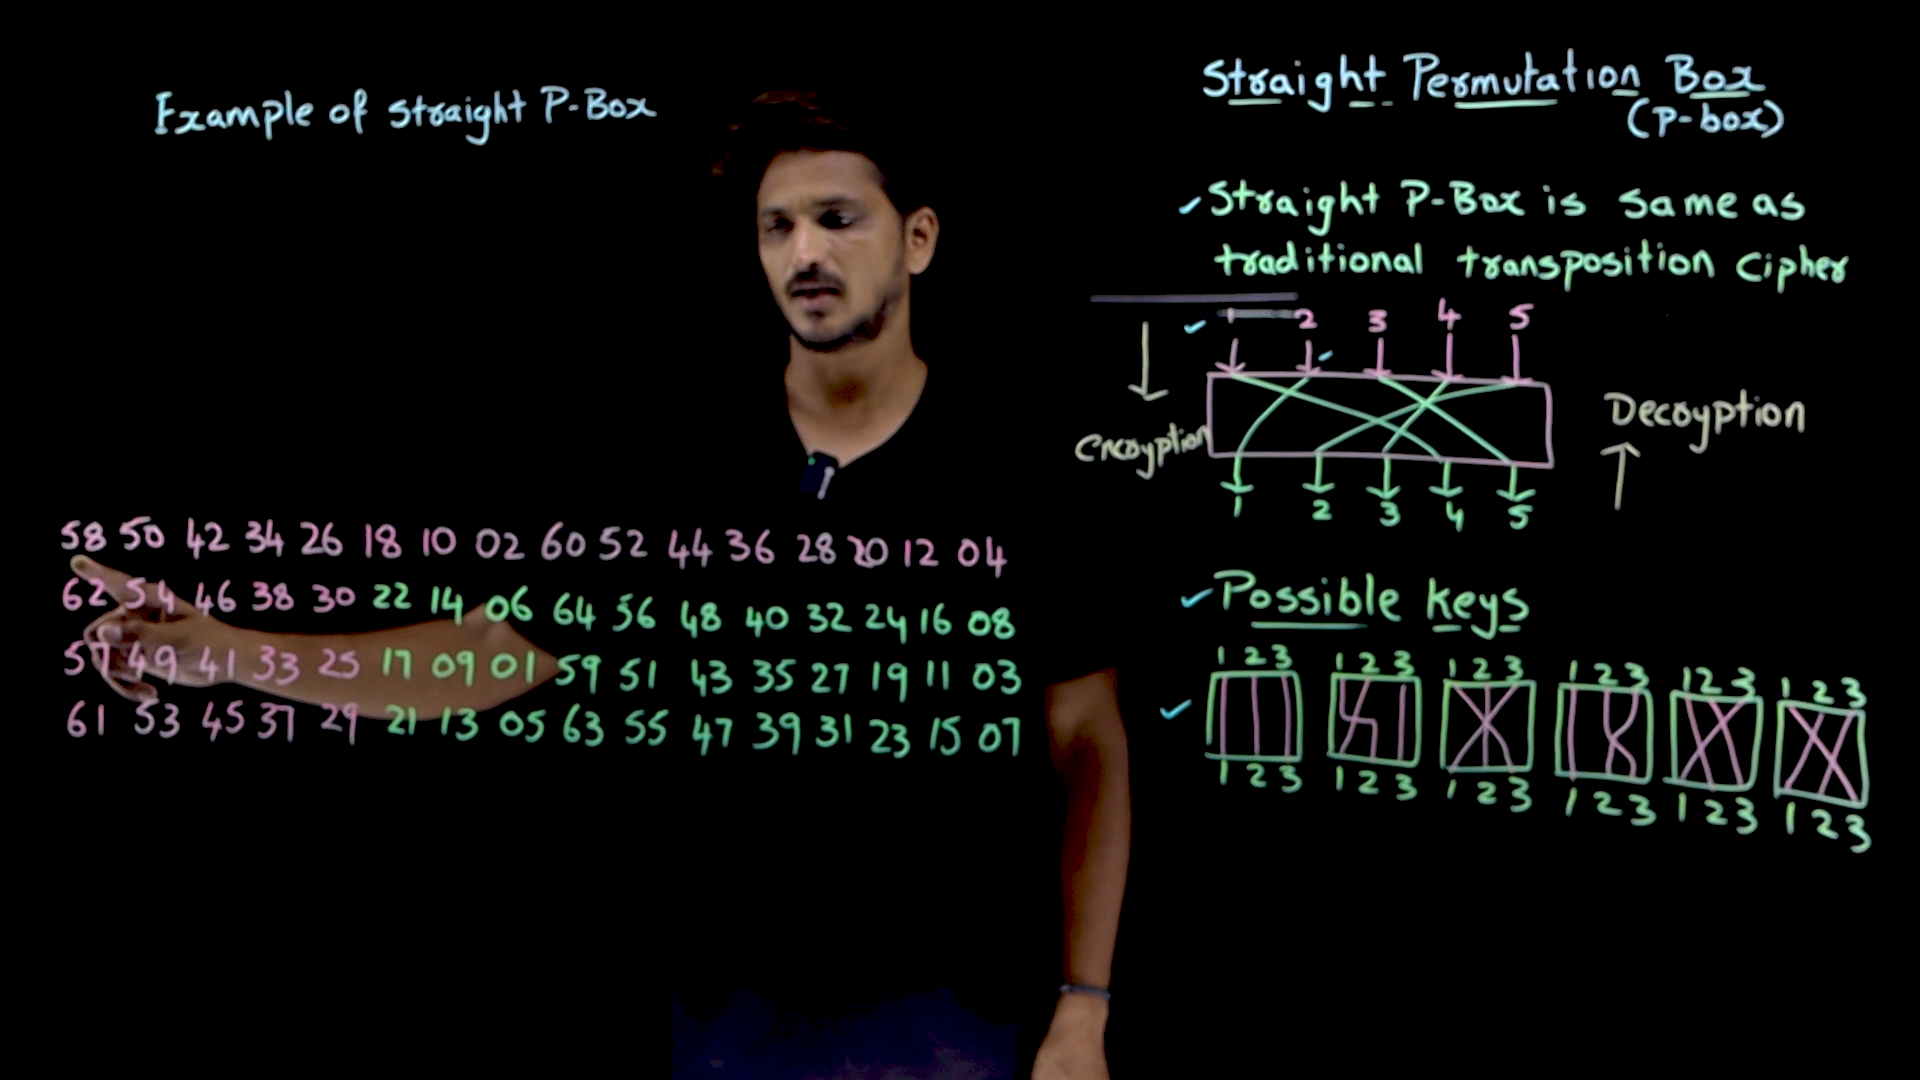 Example of straight P-Box
58 50 42 34 26 18 10 02 60 52 44 36 28 20 12 04
62 54 46 38 30 22 14 06 64 56 48 40 32 24 16 08
57 49 41 33 25 17 09 01 59 51 43 35 27 19 11 03
61 53 45 37 29 21 13 05 63 55 47 39 31 23 15 07
Straight Permutation Box
(P-box)
Straight P-Box is same as
traditional transposition cipher
1 2 3 4 5
Encryption
Decryption
1 2 3 4 5
Possible keys
1 2 3 1 2 3 1 2 3 1 2 3 1 2 3 1 2 3
1 2 3 1 2 3 1 2 3 1 2 3 1 2 3 1 2 3